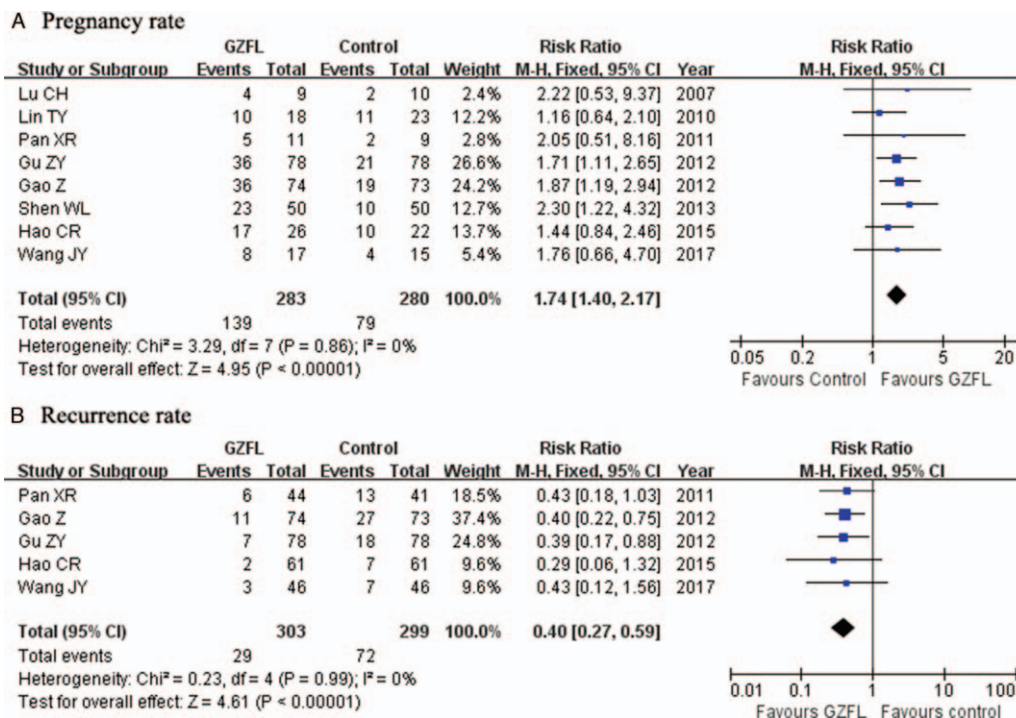 A Pregnancy rate
GZFL Control Risk Ratio Risk Ratio
Study or Subgroup Events Total Events Total Weight M-H, Fixed, 95% CI Year M-H, Fixed, 95% CI
Lu CH 4 9 2 10 2.4% 2.22 [0.53, 9.37] 2007
Lin TY 10 18 11 23 12.2% 1.16 [0.64, 2.10] 2010
Pan XR 5 11 2 9 2.8% 2.05 [0.51, 8.16] 2011
Gu ZY 36 78 21 78 26.6% 1.71 [1.11, 2.65] 2012
Gao Z 36 74 19 73 24.2% 1.87 [1.19, 2.94] 2012
Shen WL 23 50 10 50 12.7% 2.30 [1.22, 4.32] 2013
Hao CR 17 26 10 22 13.7% 1.44 [0.84, 2.46] 2015
Wang JY 8 17 4 15 5.4% 1.76 [0.66, 4.70] 2017
Total (95% CI) 283 280 100.0% 1.74 [1.40, 2.17]
Total events 139 79
Heterogeneity: Chi² = 3.29, df = 7 (P = 0.86); I² = 0%
Test for overall effect: Z = 4.95 (P < 0.00001)
0.05 0.2 1 5 20
Favours Control Favours GZFL
B Recurrence rate
GZFL Control Risk Ratio Risk Ratio
Study or Subgroup Events Total Events Total Weight M-H, Fixed, 95% CI Year M-H, Fixed, 95% CI
Pan XR 6 44 13 41 18.5% 0.43 [0.18, 1.03] 2011
Gao Z 11 74 27 73 37.4% 0.40 [0.22, 0.75] 2012
Gu ZY 7 78 18 78 24.8% 0.39 [0.17, 0.88] 2012
Hao CR 2 61 7 61 9.6% 0.29 [0.06, 1.32] 2015
Wang JY 3 46 7 46 9.6% 0.43 [0.12, 1.56] 2017
Total (95% CI) 303 299 100.0% 0.40 [0.27, 0.59]
Total events 29 72
Heterogeneity: Chi² = 0.23, df = 4 (P = 0.99); I² = 0%
Test for overall effect: Z = 4.61 (P < 0.00001)
0.01 0.1 1 10 100
Favours GZFL Favours control